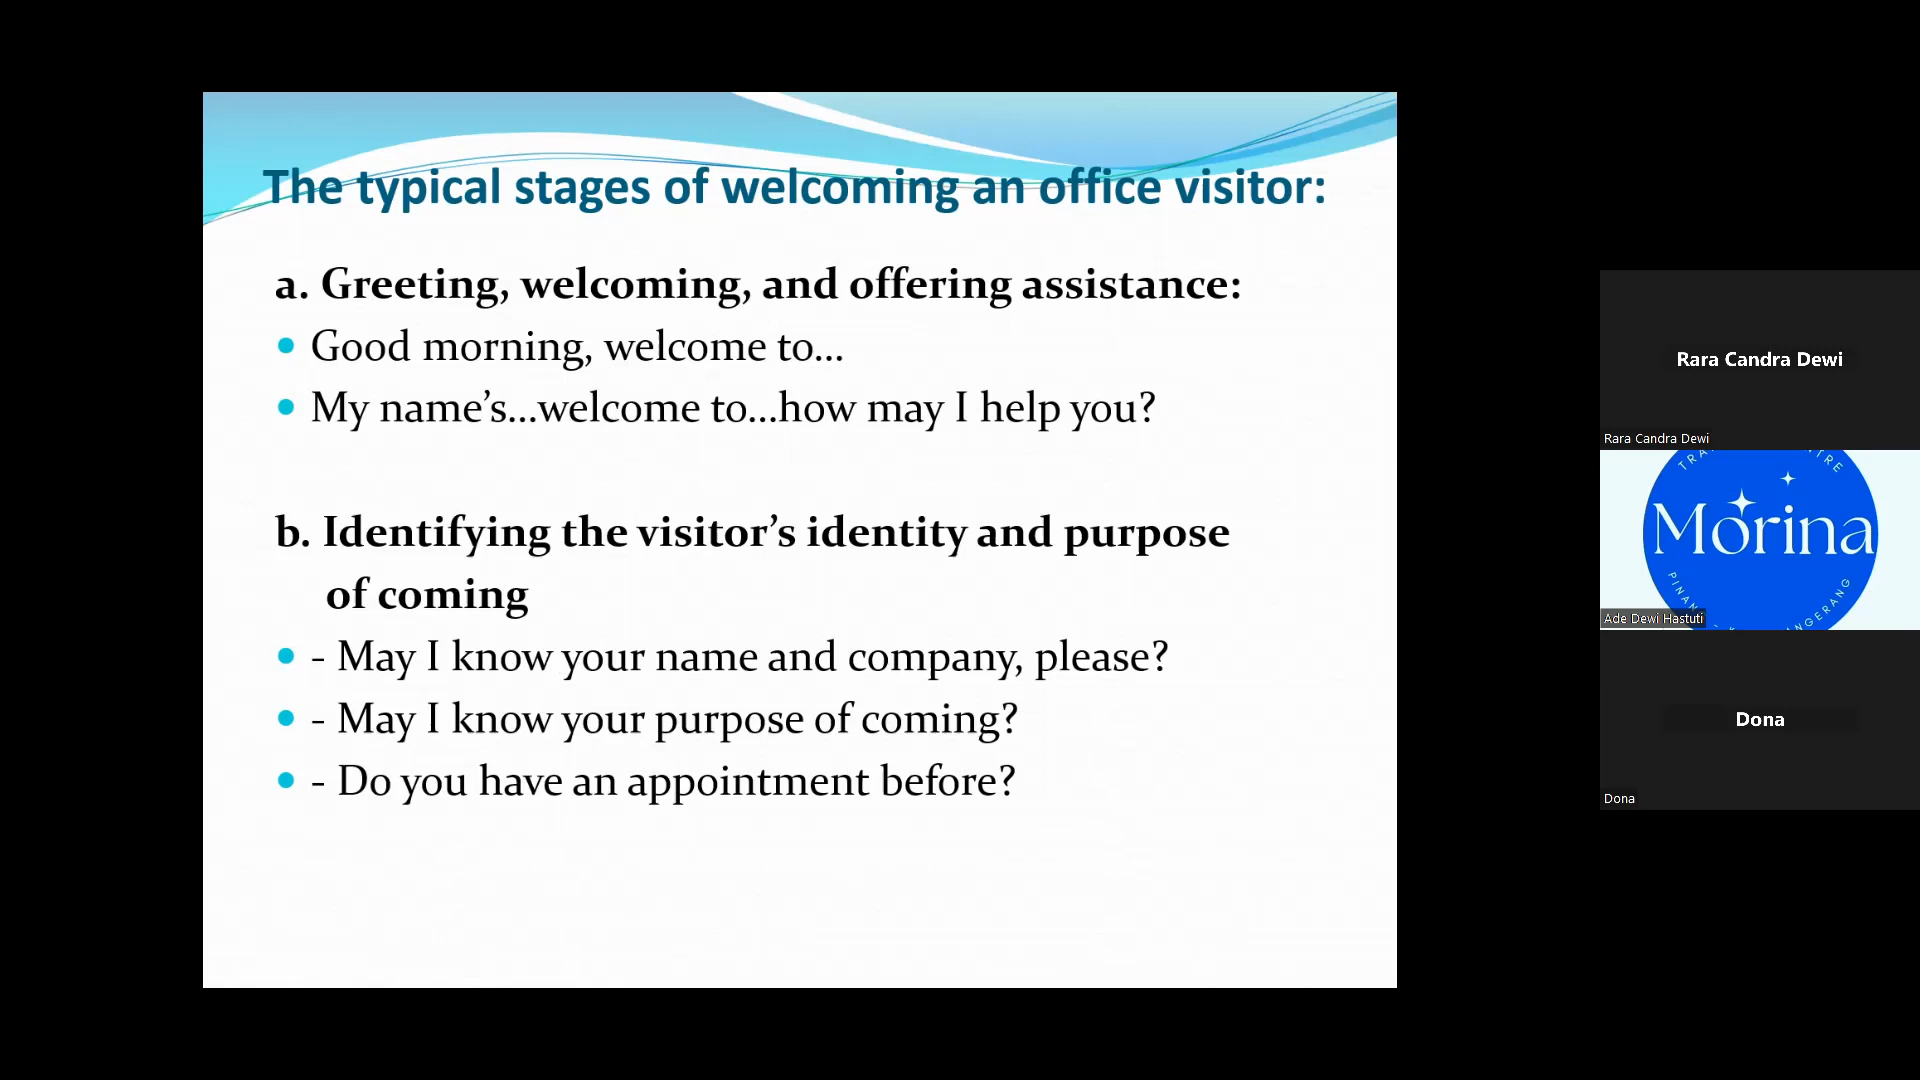 The typical stages of welcoming an office visitor:
a. Greeting, welcoming, and offering assistance:
Good morning, welcome to...
My name’s...welcome to...how may I help you?
b. Identifying the visitor’s identity and purpose
of coming
- May I know your name and company, please?
- May I know your purpose of coming?
- Do you have an appointment before?
Rara Candra Dewi
Rara Candra Dewi
Morina
Ade Dewi Hastuti
Dona
Dona